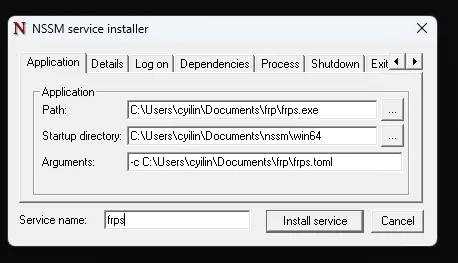 NSSM service installer
Application Details Log on Dependencies Process Shutdown Exit
Application
Path: C:\Users\cyilin\Documents\frp\frps.exe ...
Startup directory: C:\Users\cyilin\Documents\nssm\win64 ...
Arguments: -c C:\Users\cyilin\Documents\frp\frps.toml
Service name: frps Install service Cancel